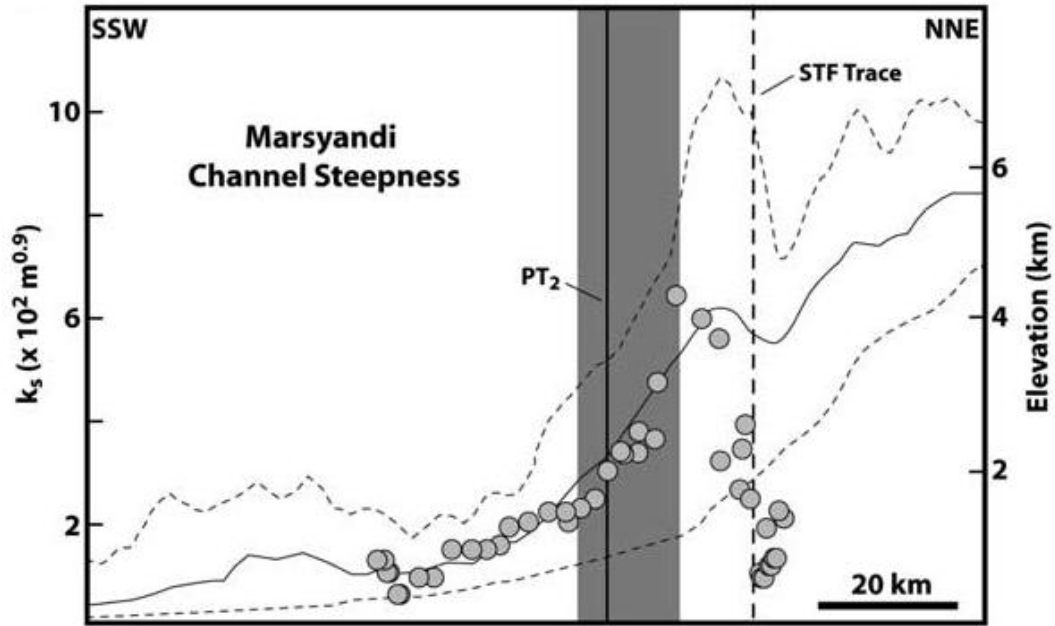 SSW
NNE
STF Trace
10
Marsyandi
Channel Steepness
6
PT₂
6
4
kₛ (x 10² m⁰·⁹)
Elevation (km)
2
2
20 km